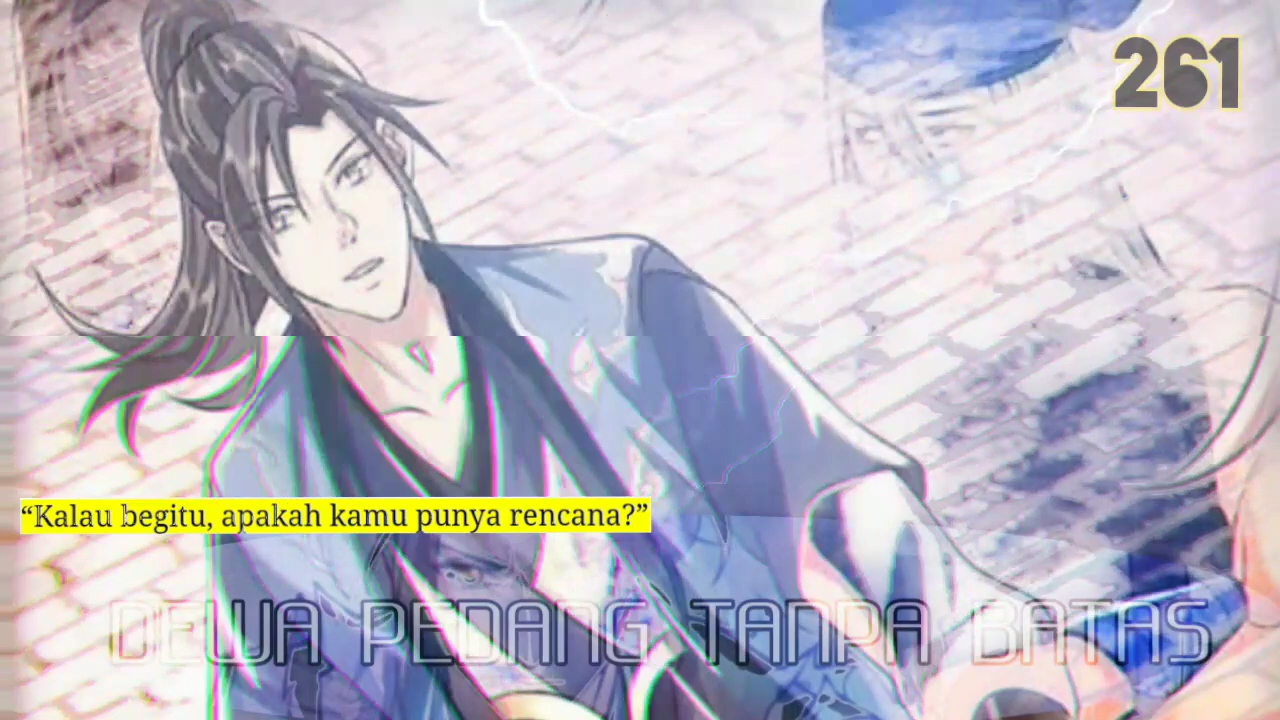 261
“Kalau begitu, apakah kamu punya rencana?”
DEWA PEDANG TANPA BATAS